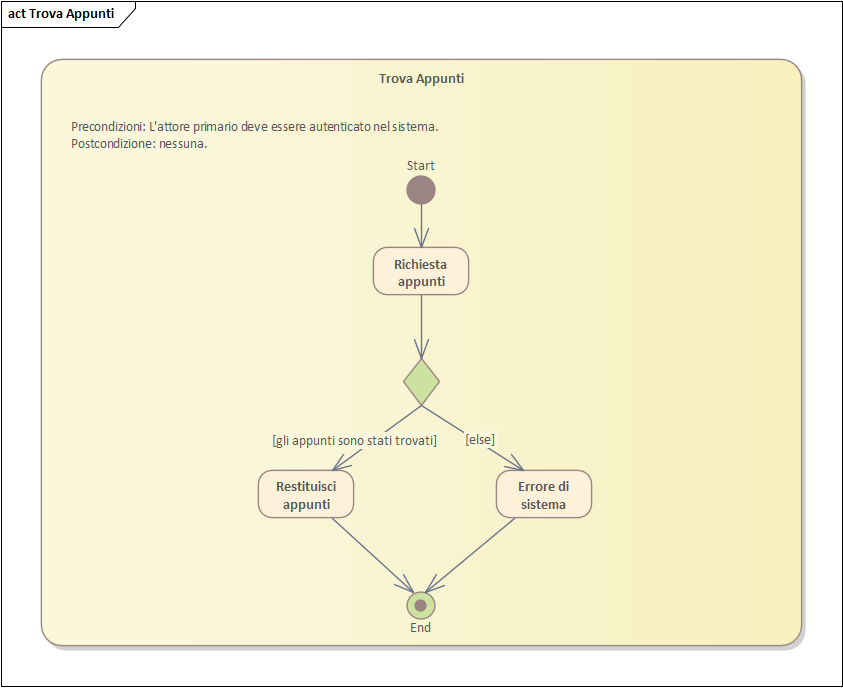 act Trova Appunti
Trova Appunti
Precondizioni: L'attore primario deve essere autenticato nel sistema.
Postcondizione: nessuna.
Start
Richiesta
appunti
[gli appunti sono stati trovati]
[else]
Restituisci
appunti
Errore di
sistema
End